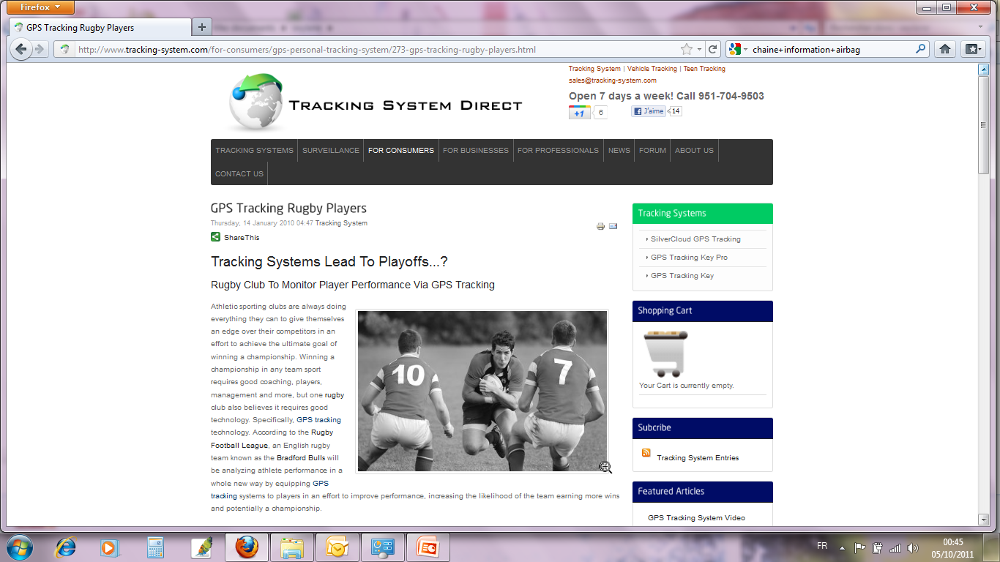 Firefox
GPS Tracking Rugby Players
http://www.tracking-system.com/for-consumers/gps-personal-tracking-system/273-gps-tracking-rugby-players.html
chaine+information+airbag
TRACKING SYSTEM DIRECT
Tracking System | Vehicle Tracking | Teen Tracking
sales@tracking-system.com
Open 7 days a week! Call 951-704-9503
+1 6 J'aime 14
TRACKING SYSTEMS SURVEILLANCE FOR CONSUMERS FOR BUSINESSES FOR PROFESSIONALS NEWS FORUM ABOUT US
CONTACT US
GPS Tracking Rugby Players
Thursday, 14 January 2010 04:47 Tracking System
ShareThis
Tracking Systems Lead To Playoffs...?
Rugby Club To Monitor Player Performance Via GPS Tracking
Athletic sporting clubs are always doing
everything they can to give themselves
an edge over their competitors in an
effort to achieve the ultimate goal of
winning a championship. Winning a
championship in any team sport
requires good coaching, players,
management and more, but one rugby
club also believes it requires good
technology. Specifically, GPS tracking
technology. According to the Rugby
Football League, an English rugby
team known as the Bradford Bulls will
be analyzing athlete performance in a
whole new way by equipping GPS
tracking systems to players in an effort to improve performance, increasing the likelihood of the team earning more wins
and potentially a championship.
10
7
Tracking Systems
SilverCloud GPS Tracking
GPS Tracking Key Pro
GPS Tracking Key
Shopping Cart
Your Cart is currently empty.
Subcribe
Tracking System Entries
Featured Articles
GPS Tracking System Video
FR
00:45
05/10/2011